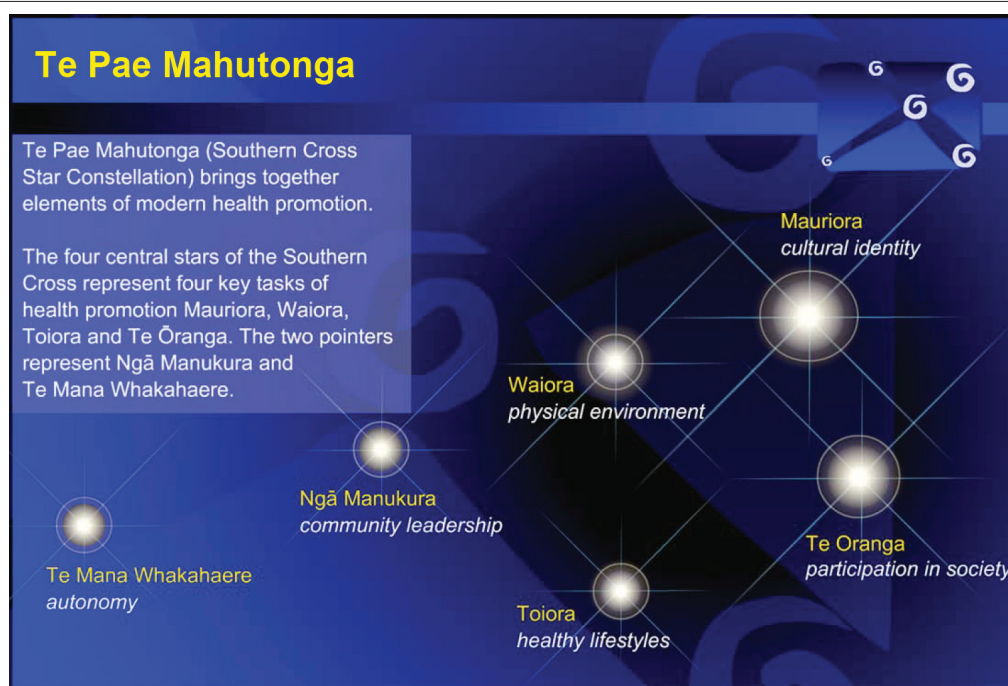 Te Pae Mahutonga
Te Pae Mahutonga (Southern Cross
Star Constellation) brings together
elements of modern health promotion.
The four central stars of the Southern
Cross represent four key tasks of
health promotion Mauriora, Waiora,
Toiora and Te Ōranga. The two pointers
represent Ngā Manukura and
Te Mana Whakahaere.
Mauriora
cultural identity
Waiora
physical environment
Ngā Manukura
community leadership
Te Oranga
participation in society
Te Mana Whakahaere
autonomy
Toiora
healthy lifestyles